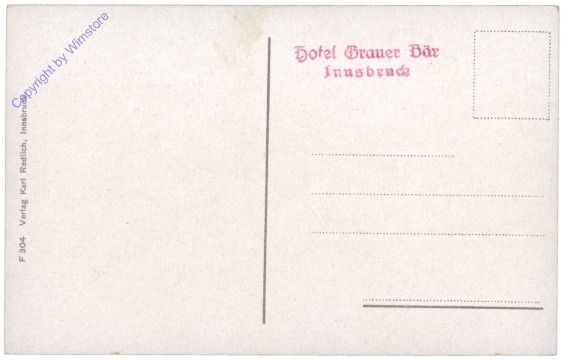 Hotel Grauer Bär
Innsbruck
F 304 Verlag Karl Redlich, Innsbruck
Copyright by Wimstore